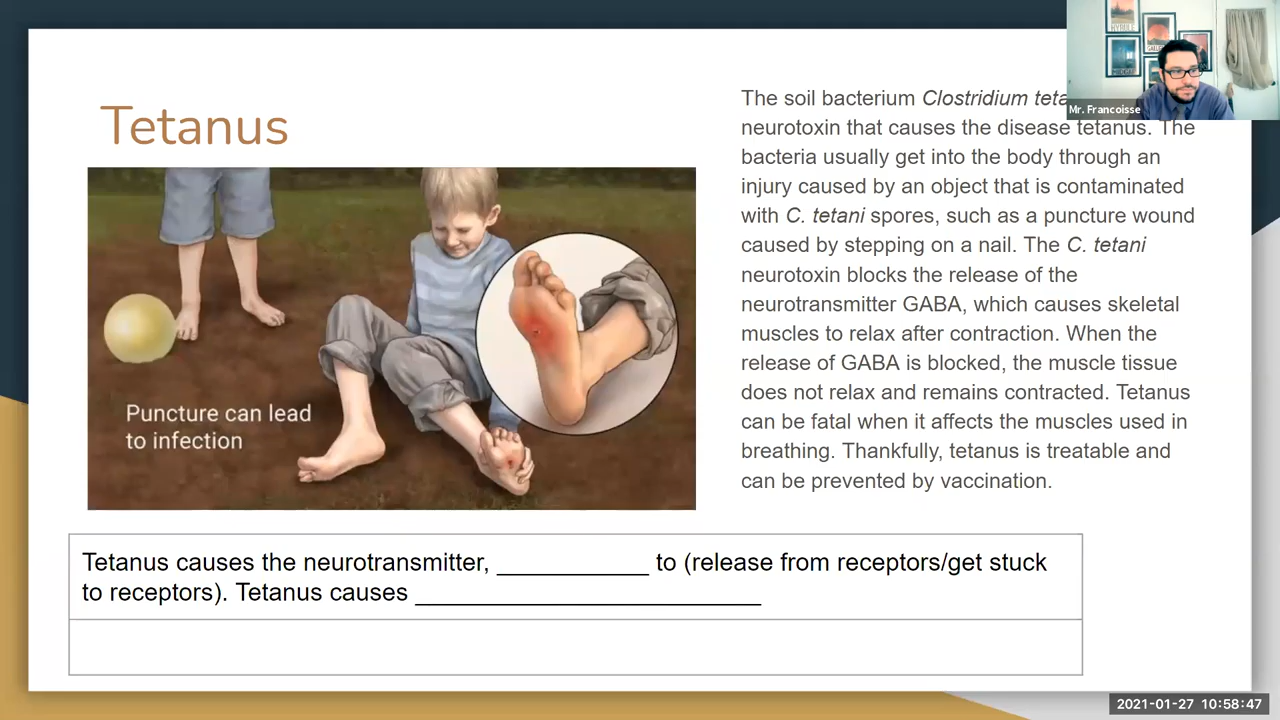 Tetanus
Puncture can lead
to infection
The soil bacterium Clostridium
neurotoxin that causes the disease tetanus. The
bacteria usually get into the body through an
injury caused by an object that is contaminated
with C. tetani spores, such as a puncture wound
caused by stepping on a nail. The C. tetani
neurotoxin blocks the release of the
neurotransmitter GABA, which causes skeletal
muscles to relax after contraction. When the
release of GABA is blocked, the muscle tissue
does not relax and remains contracted. Tetanus
can be fatal when it affects the muscles used in
breathing. Thankfully, tetanus is treatable and
can be prevented by vaccination.
Mr. Francoisse
Tetanus causes the neurotransmitter, ___________ to (release from receptors/get stuck
to receptors). Tetanus causes _________________________
2021-01-27 10:58:47